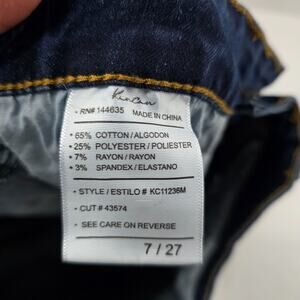 KanCan
• RN# 144635 MADE IN CHINA
• 65% COTTON / ALGODON
• 25% POLYESTER / POLIESTER
• 7% RAYON / RAYON
• 3% SPANDEX / ELASTANO
• STYLE / ESTILO # KC11236M
• CUT # 43574
• SEE CARE ON REVERSE
7 / 27